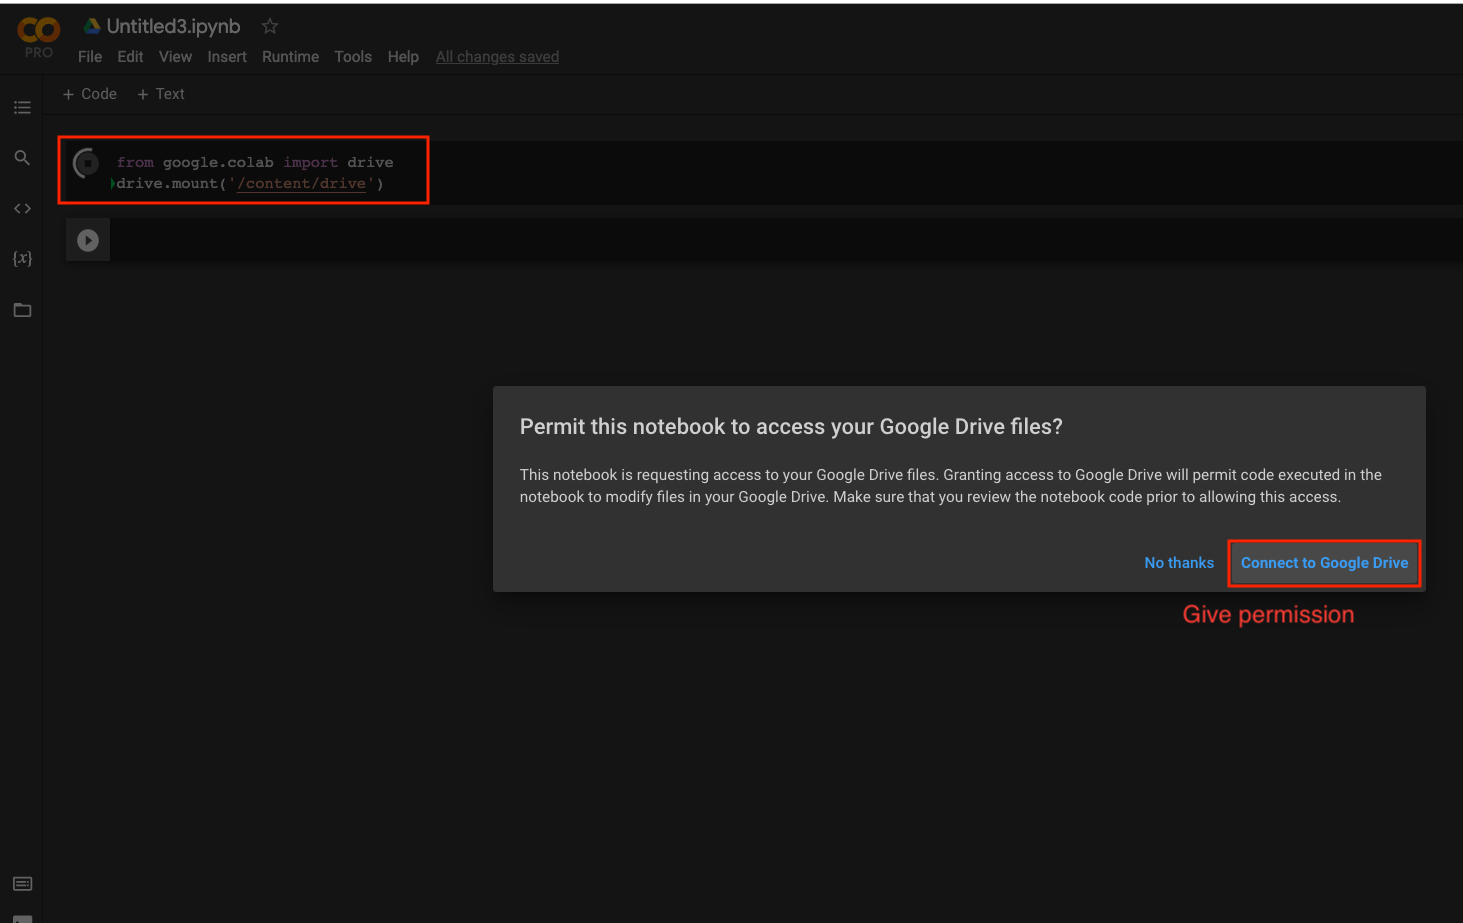 CO
PRO
Untitled3.ipynb
File Edit View Insert Runtime Tools Help All changes saved
+ Code + Text
from google.colab import drive
drive.mount('/content/drive')
{x}
Permit this notebook to access your Google Drive files?
This notebook is requesting access to your Google Drive files. Granting access to Google Drive will permit code executed in the
notebook to modify files in your Google Drive. Make sure that you review the notebook code prior to allowing this access.
No thanks Connect to Google Drive
Give permission